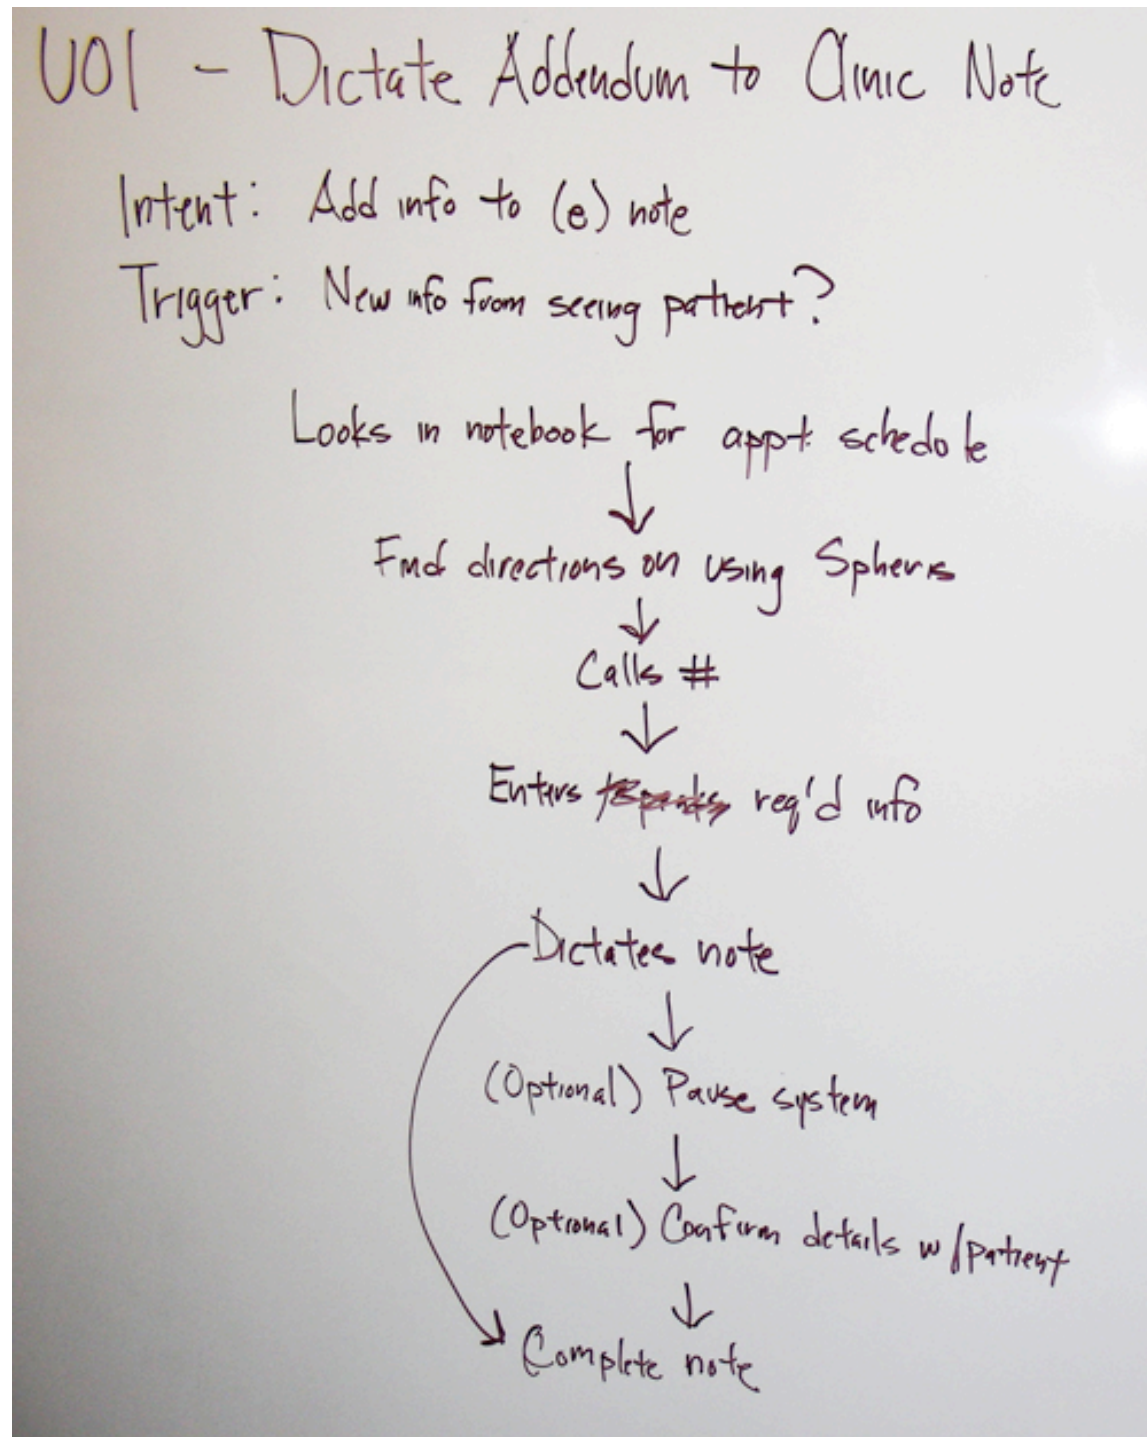 U01 - Dictate Addendum to Clinic Note
Intent: Add info to (e) note
Trigger: New info from seeing patient?
Looks in notebook for appt. schedule
Find directions on using Spheris
Calls #
Enters req'd info
Dictates note
(Optional) Pause system
(Optional) Confirm details w/patient
Complete note